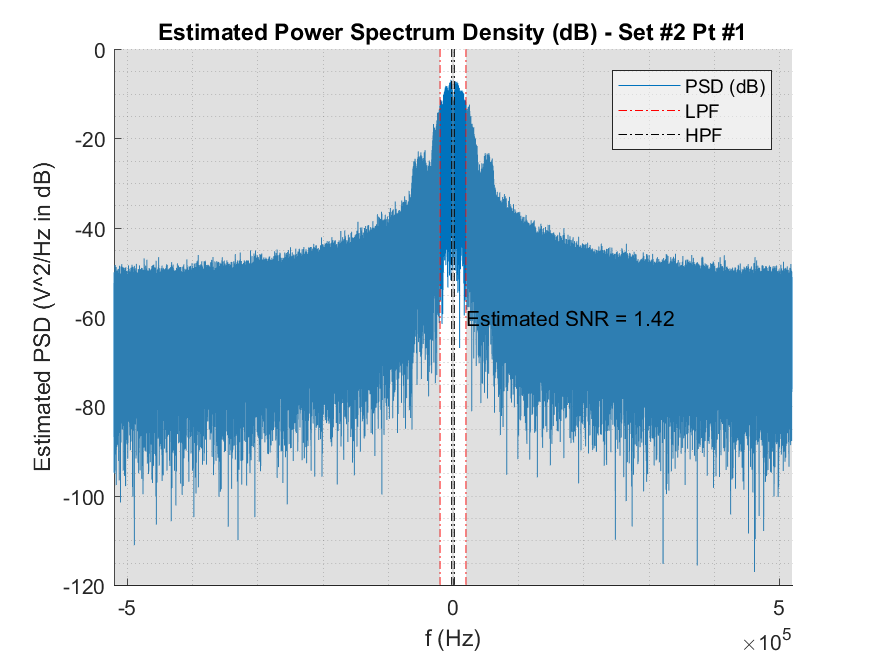 Estimated Power Spectrum Density (dB) - Set #2 Pt #1
0
-20
-40
-60
-80
-100
-120
Estimated PSD (V^2/Hz in dB)
PSD (dB)
LPF
HPF
Estimated SNR = 1.42
-5
0
5
f (Hz)
×10^5